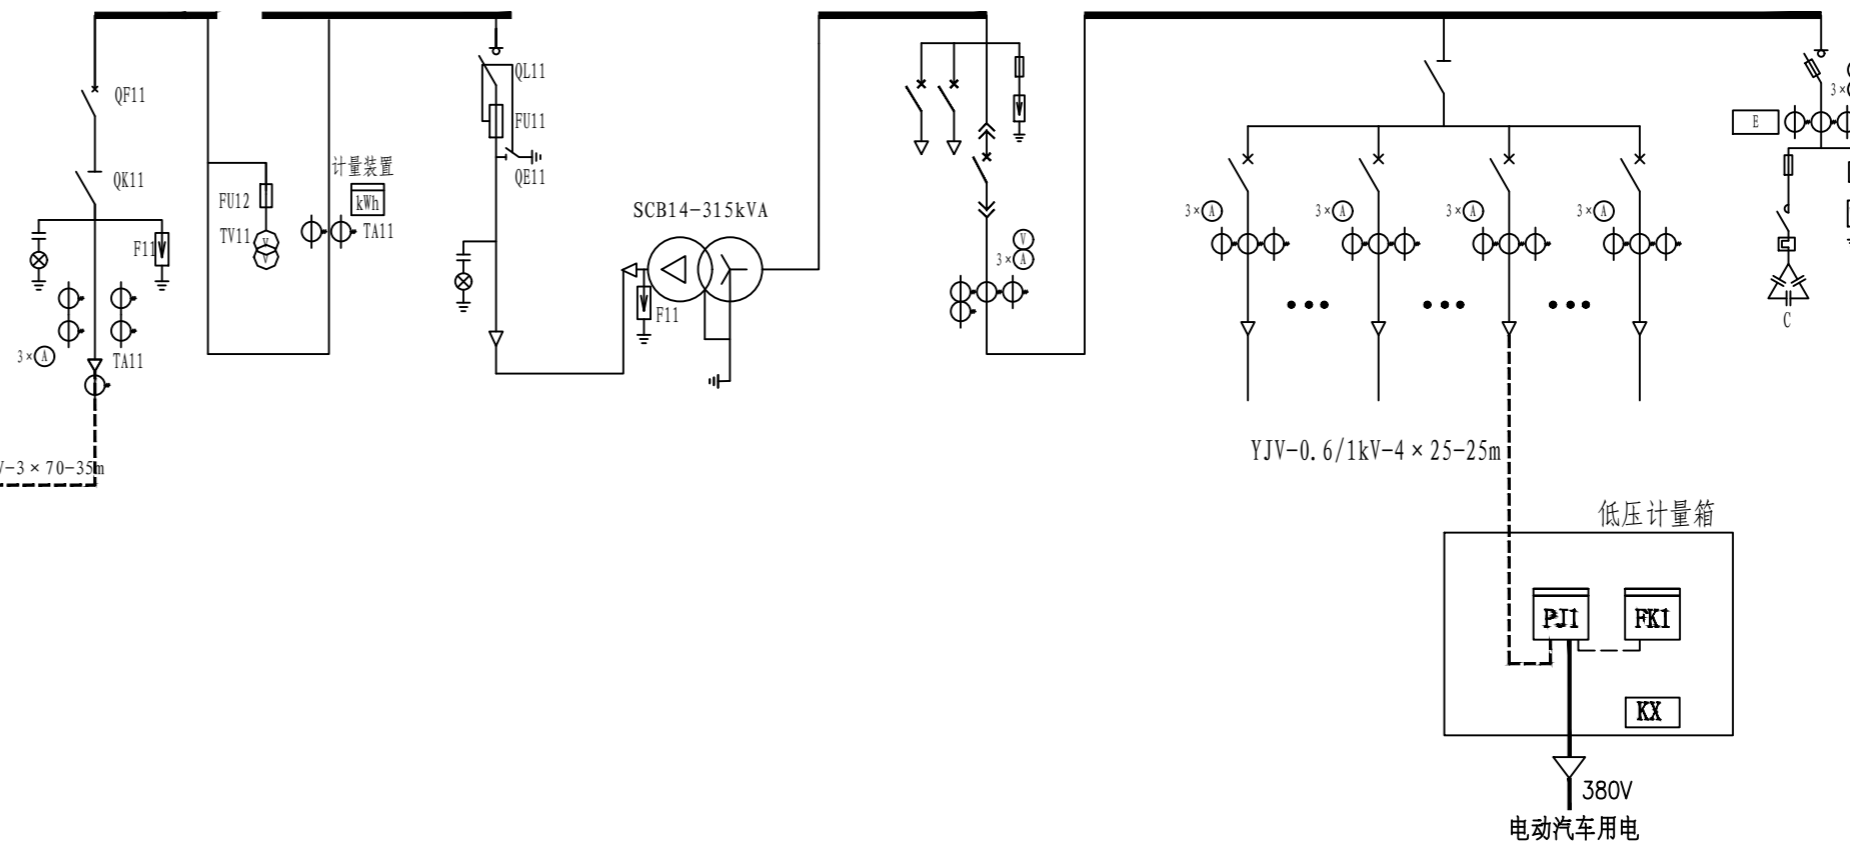 QF11
QK11
F11
3×Ⓐ
TA11
V-3×70-35m
FU12
TV11
V
V
计量装置
kWh
TA11
QL11
FU11
QE11
SCB14-315kVA
F11
V
3×Ⓐ
3×Ⓐ
3×Ⓐ
3×Ⓐ
3×Ⓐ
E
3×
C
YJV-0.6/1kV-4×25-25m
低压计量箱
PJ1
FK1
KX
380V
电动汽车用电